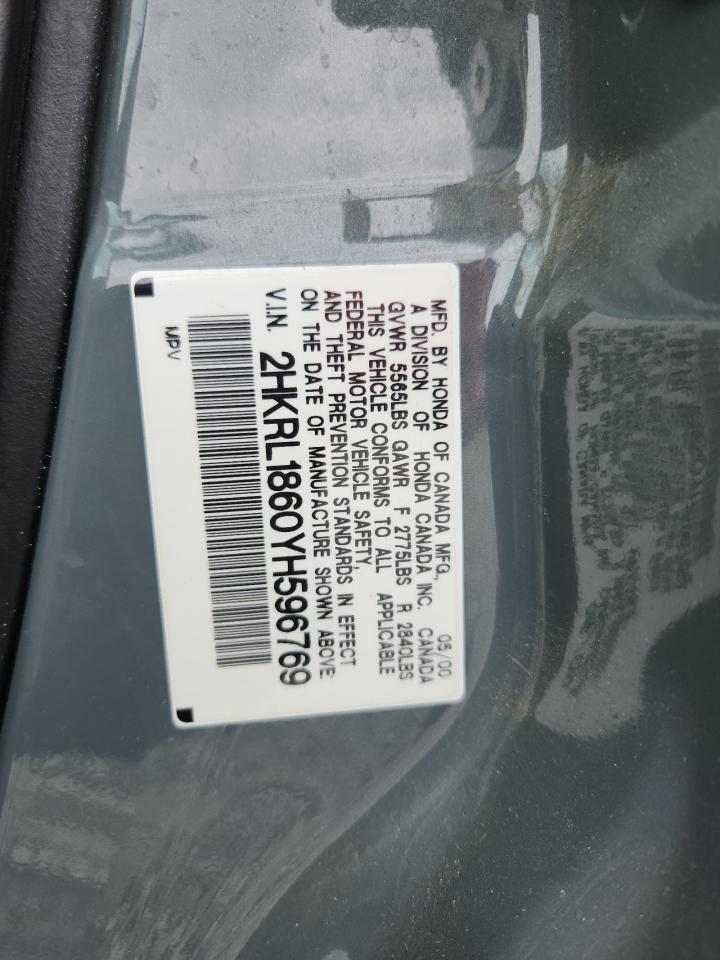 MFD. BY HONDA OF CANADA MFG., 05/00
A DIVISION OF HONDA CANADA INC. CANADA
GVWR 5565LBS GAWR F 2775LBS R 2840LBS
THIS VEHICLE CONFORMS TO ALL APPLICABLE
FEDERAL MOTOR VEHICLE SAFETY,
AND THEFT PREVENTION STANDARDS IN EFFECT
ON THE DATE OF MANUFACTURE SHOWN ABOVE.
V.I.N. 2HKRL1860YH596769
MPV